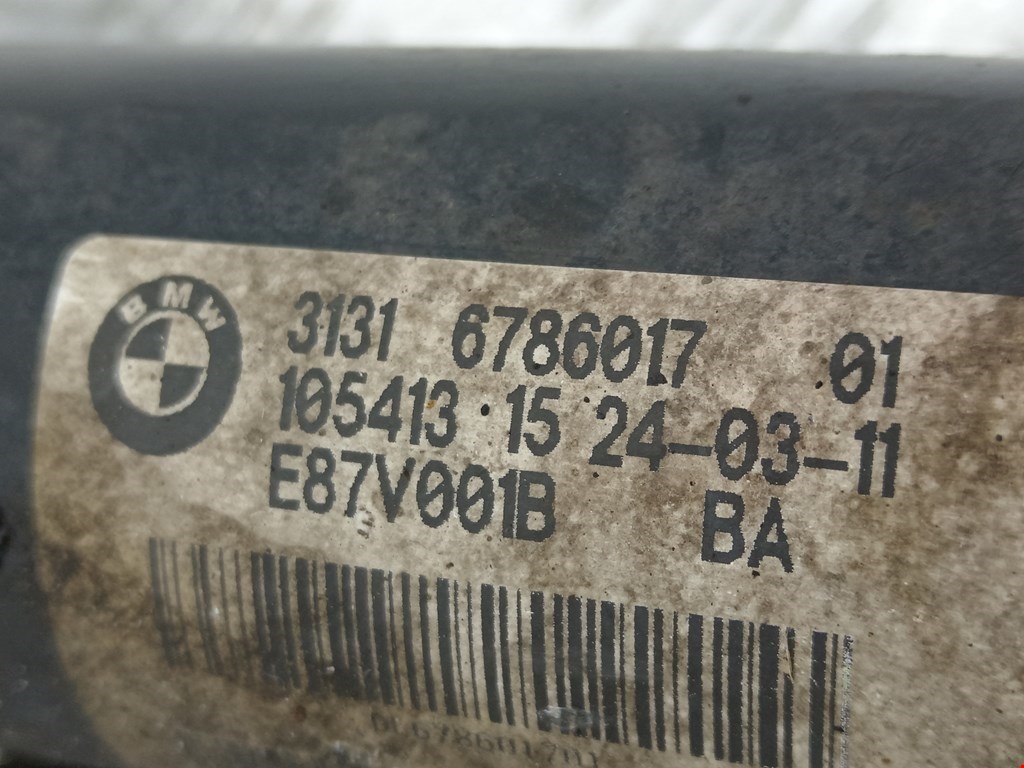 BMW
3131 6786017 01
105413 15 24-03-11
E87V001B BA